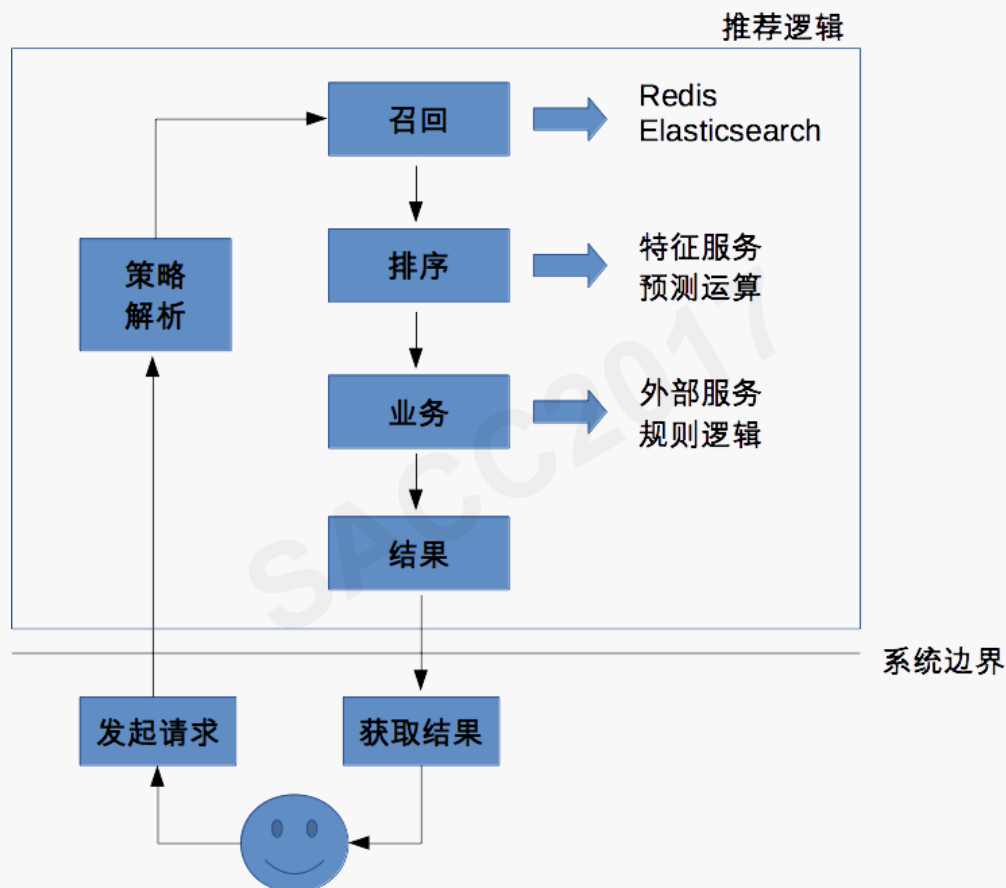 推荐逻辑
召回
Redis
Elasticsearch
策略
解析
排序
特征服务
预测运算
业务
外部服务
规则逻辑
结果
系统边界
发起请求
获取结果
SACC2017